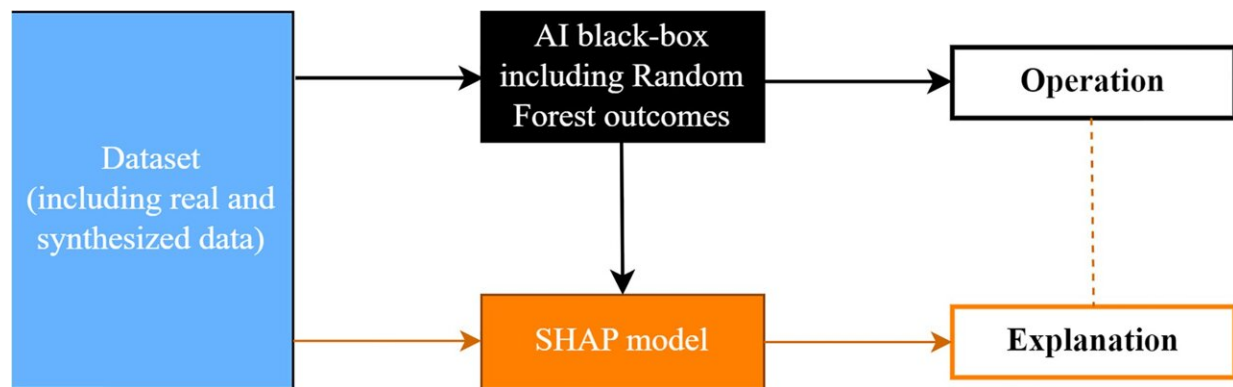 Dataset
(including real and
synthesized data)
AI black-box
including Random
Forest outcomes
Operation
SHAP model
Explanation